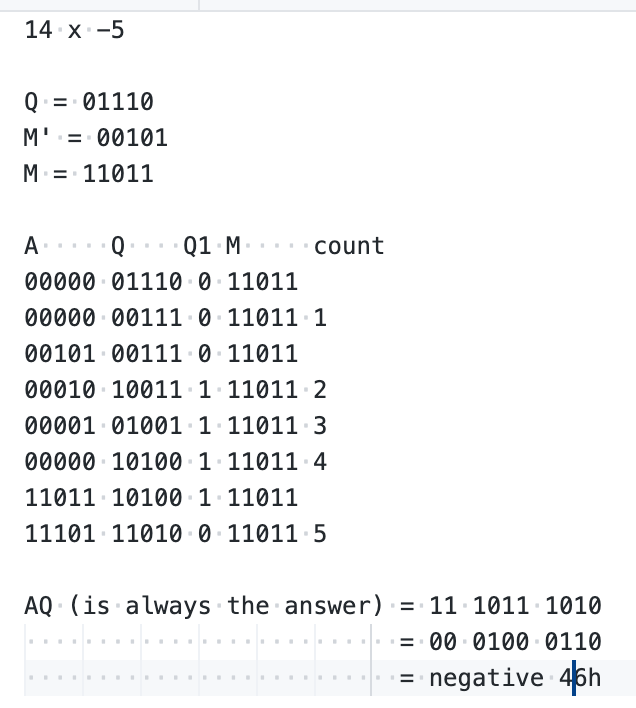 14 x -5
Q = 01110
M' = 00101
M = 11011
A Q Q1 M count
00000 01110 0 11011
00000 00111 0 11011 1
00101 00111 0 11011
00010 10011 1 11011 2
00001 01001 1 11011 3
00000 10100 1 11011 4
11011 10100 1 11011
11101 11010 0 11011 5
AQ (is always the answer) = 11 1011 1010
= 00 0100 0110
= negative 46h